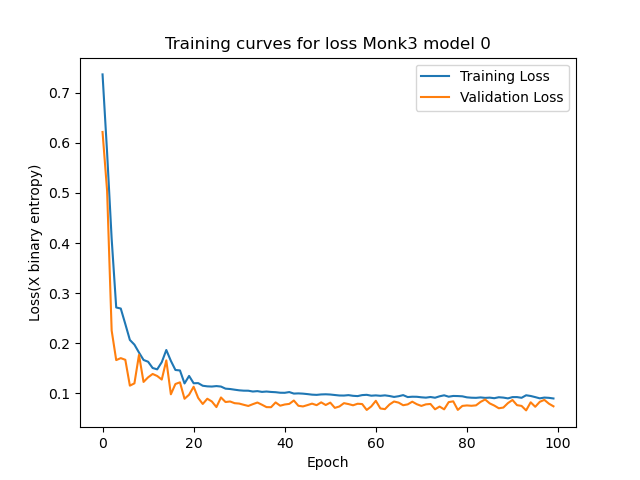 Training curves for loss Monk3 model 0
Training Loss
Validation Loss
Loss(X binary entropy)
0.7
0.6
0.5
0.4
0.3
0.2
0.1
0 20 40 60 80 100
Epoch